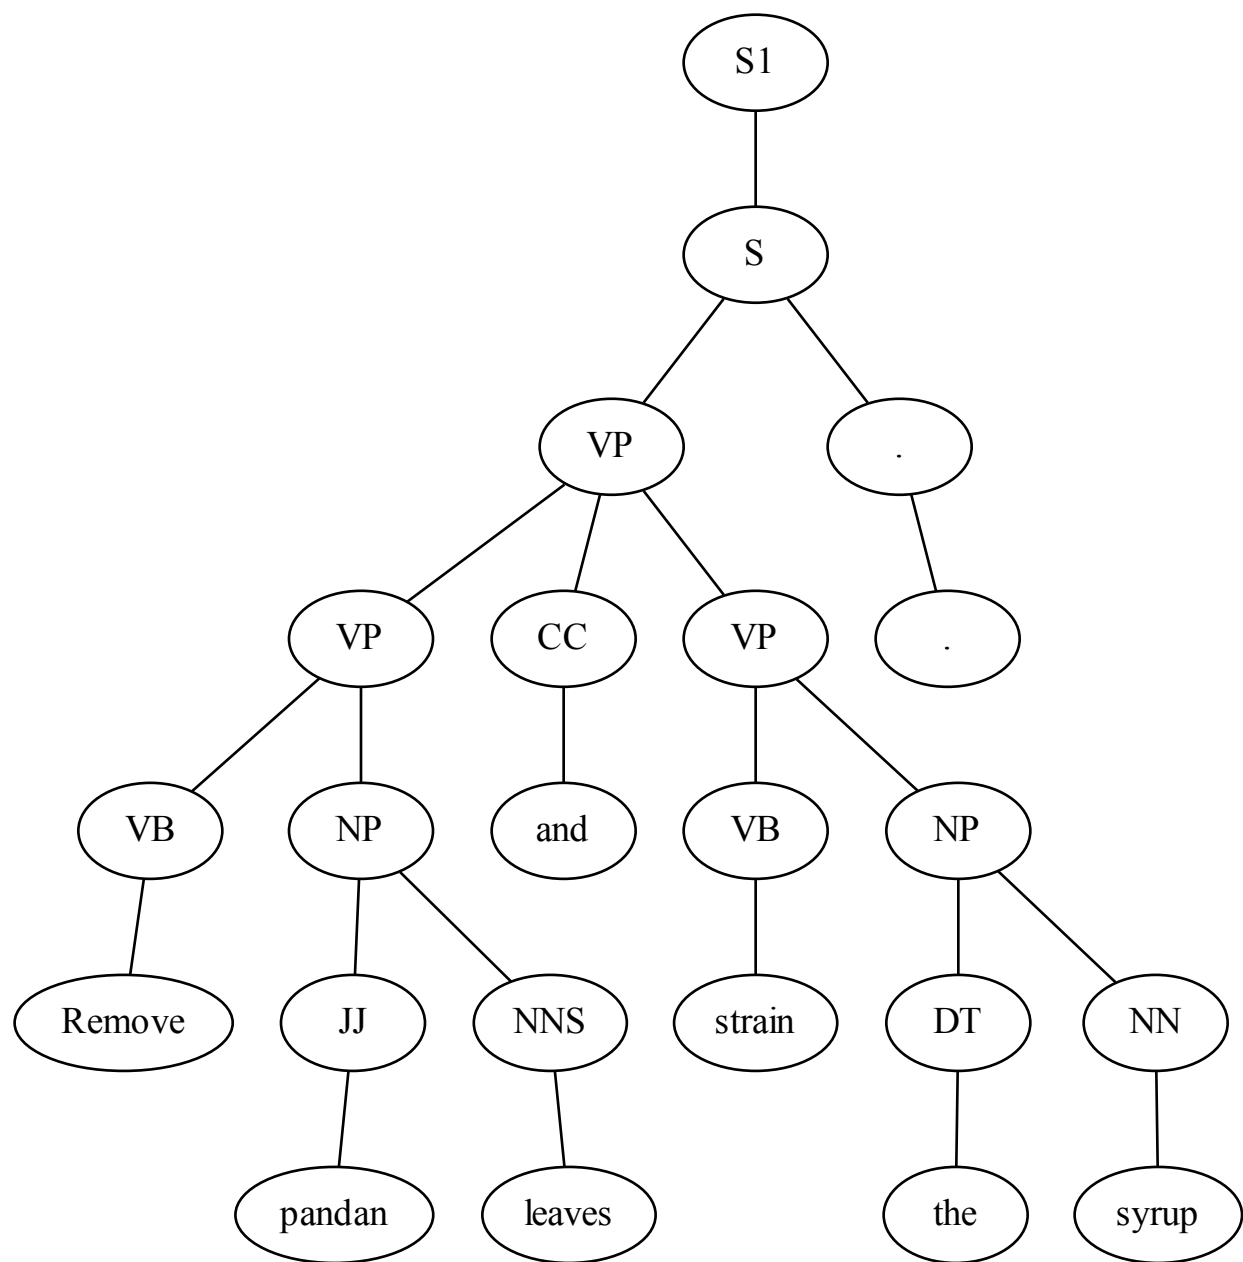 S1
S
VP .
VP CC VP .
VB NP and VB NP
Remove JJ NNS strain DT NN
pandan leaves the syrup